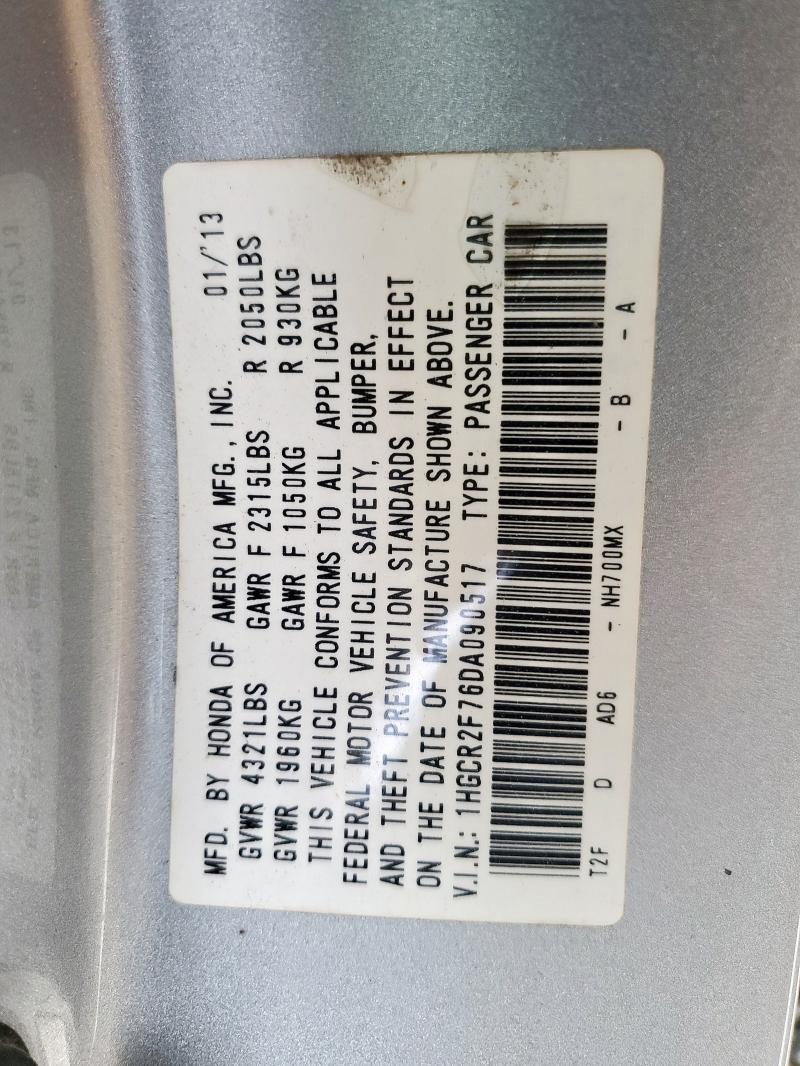 MFD. BY HONDA OF AMERICA MFG., INC. 01/'13
GVWR 4321LBS GAWR F 2315LBS R 2050LBS
GVWR 1960KG GAWR F 1050KG R 930KG
THIS VEHICLE CONFORMS TO ALL APPLICABLE
FEDERAL MOTOR VEHICLE SAFETY, BUMPER,
AND THEFT PREVENTION STANDARDS IN EFFECT
ON THE DATE OF MANUFACTURE SHOWN ABOVE.
V.I.N.: 1HGCR2F76DA090517 TYPE: PASSENGER CAR
T2F D AD6 - NH700MX - B - A